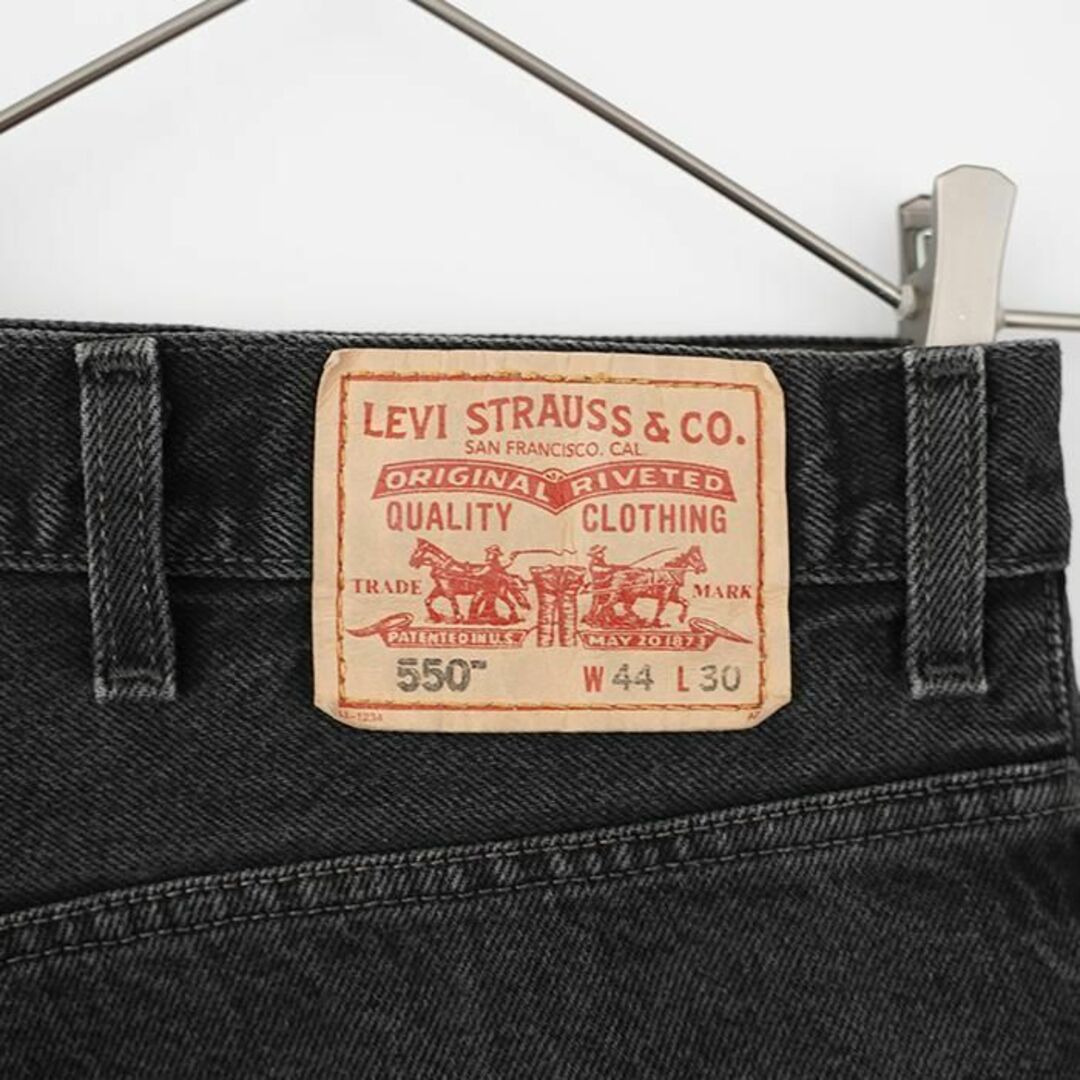 LEVI STRAUSS & CO.
SAN FRANCISCO. CAL.
ORIGINAL RIVETED
QUALITY CLOTHING
TRADE MARK
PATENTED IN U.S. MAY 20 1873
550™ W 44 L 30